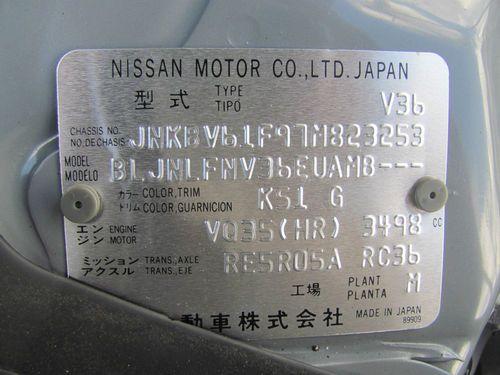 NISSAN MOTOR CO.,LTD. JAPAN
型式 TYPE TIPO V36
CHASSIS NO. NO.DECHASIS JNKBV61F97M823253
MODEL MODELO BLJNLFNV36EUAM8---
カラー COLOR,TRIM トリム COLOR,GUARNICION K51 G
エンジン ENGINE MOTOR VQ35(HR) 3498 CC
ミッション TRANS.,AXLE アクスル TRANS.,EJE RE5R05A RC36
工場 PLANT PLANTA M
動車株式会社 MADE IN JAPAN
89909